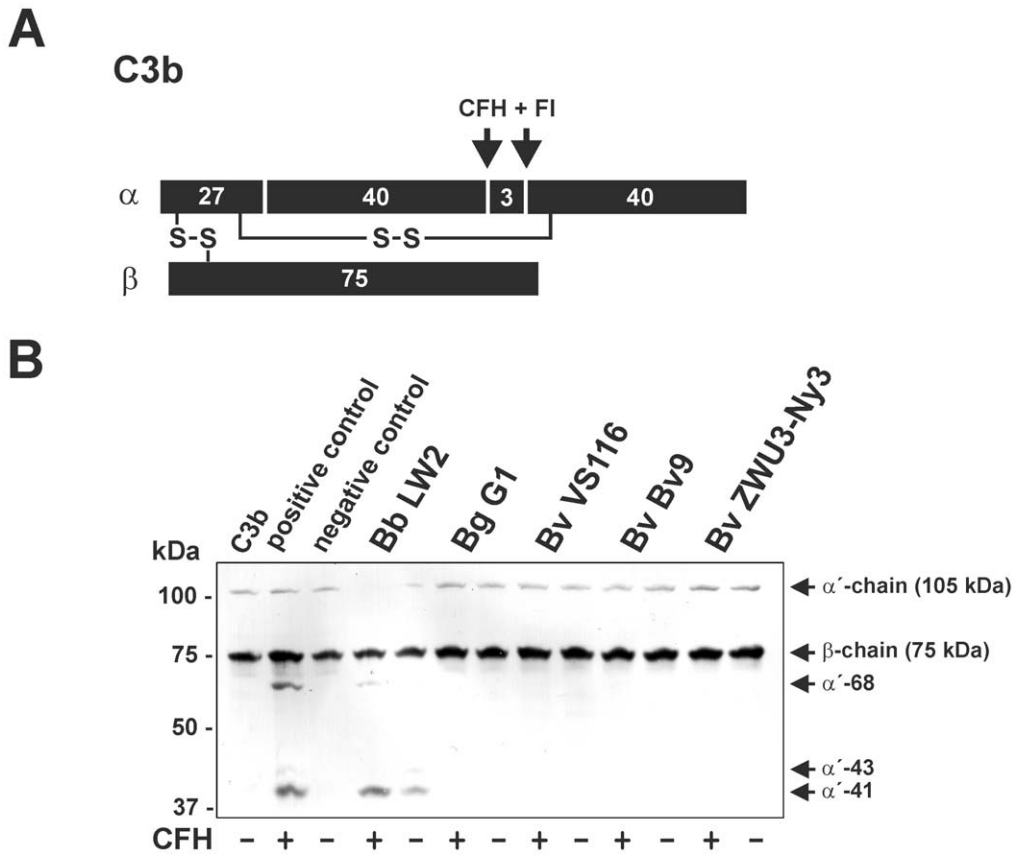 A
C3b
CFH + FI
α 27 40 3 40
S-S S-S
β 75
B
kDa
C3b
positive control
negative control
Bb LW2
Bg G1
Bv VS116
Bv Bv9
Bv ZWU3-Ny3
100 -
75 -
50 -
37 -
α´-chain (105 kDa)
β-chain (75 kDa)
α´-68
α´-43
α´-41
CFH - + - + - + - + - + - + -